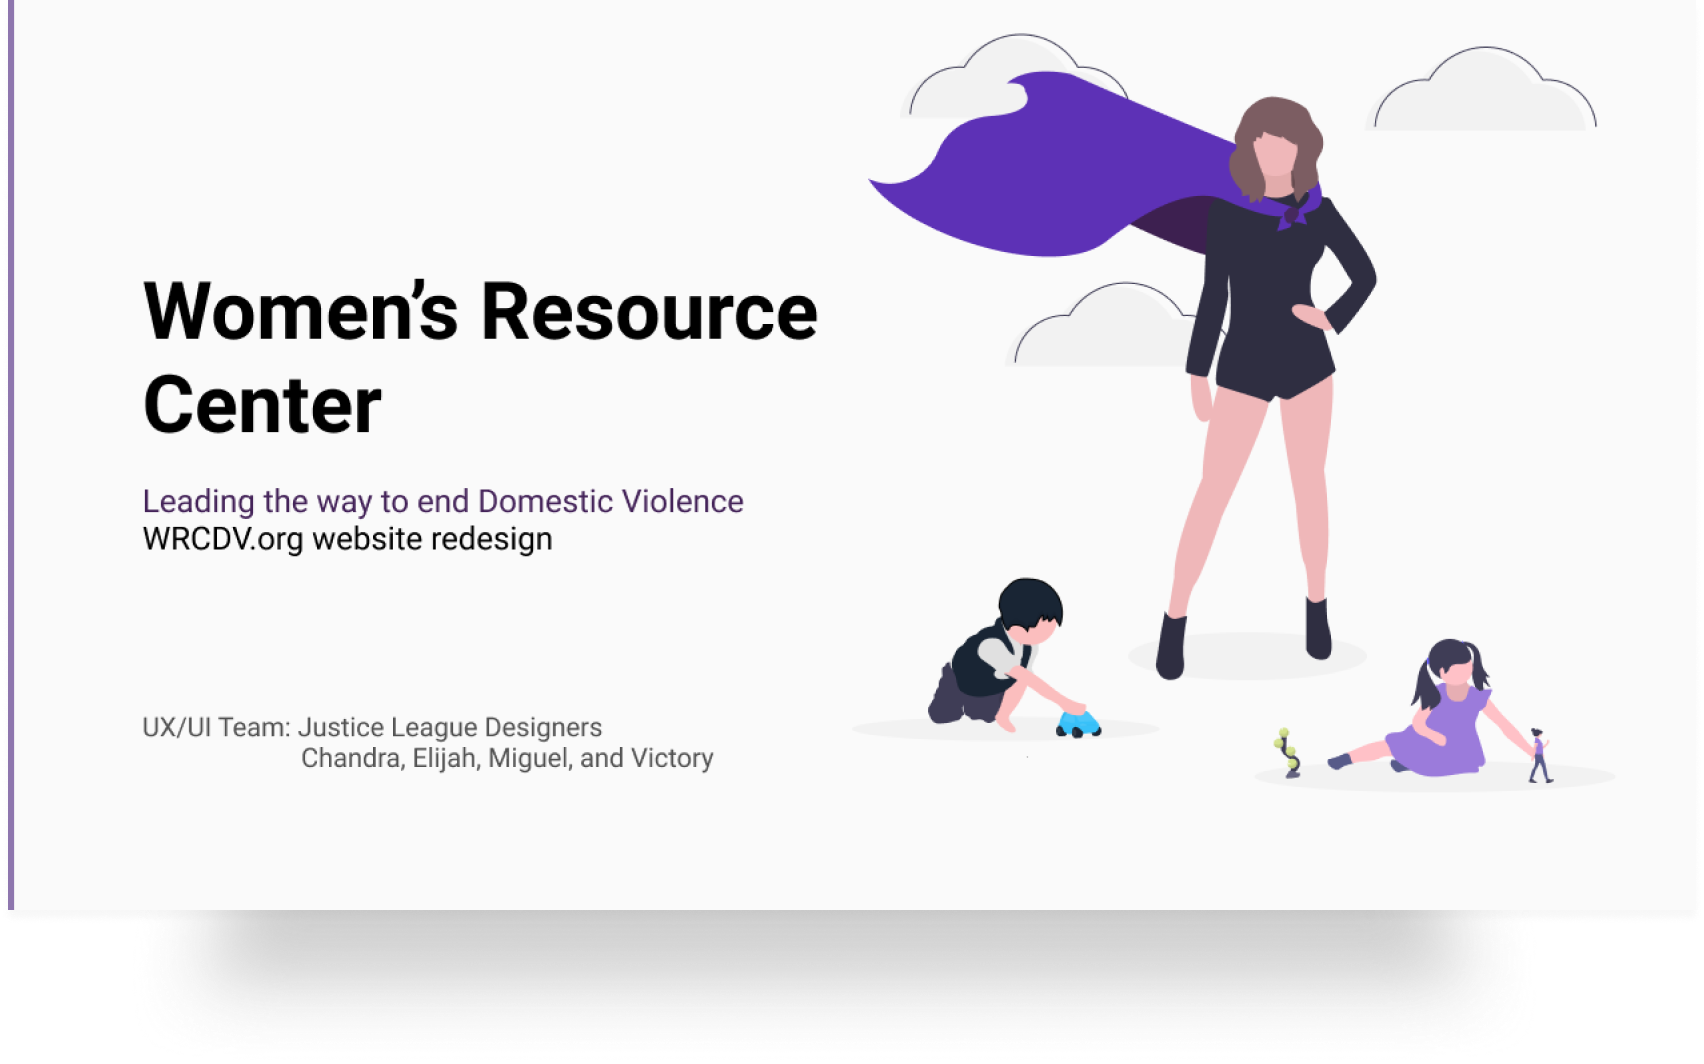 Women’s Resource
Center
Leading the way to end Domestic Violence
WRCDV.org website redesign
UX/UI Team: Justice League Designers
Chandra, Elijah, Miguel, and Victory